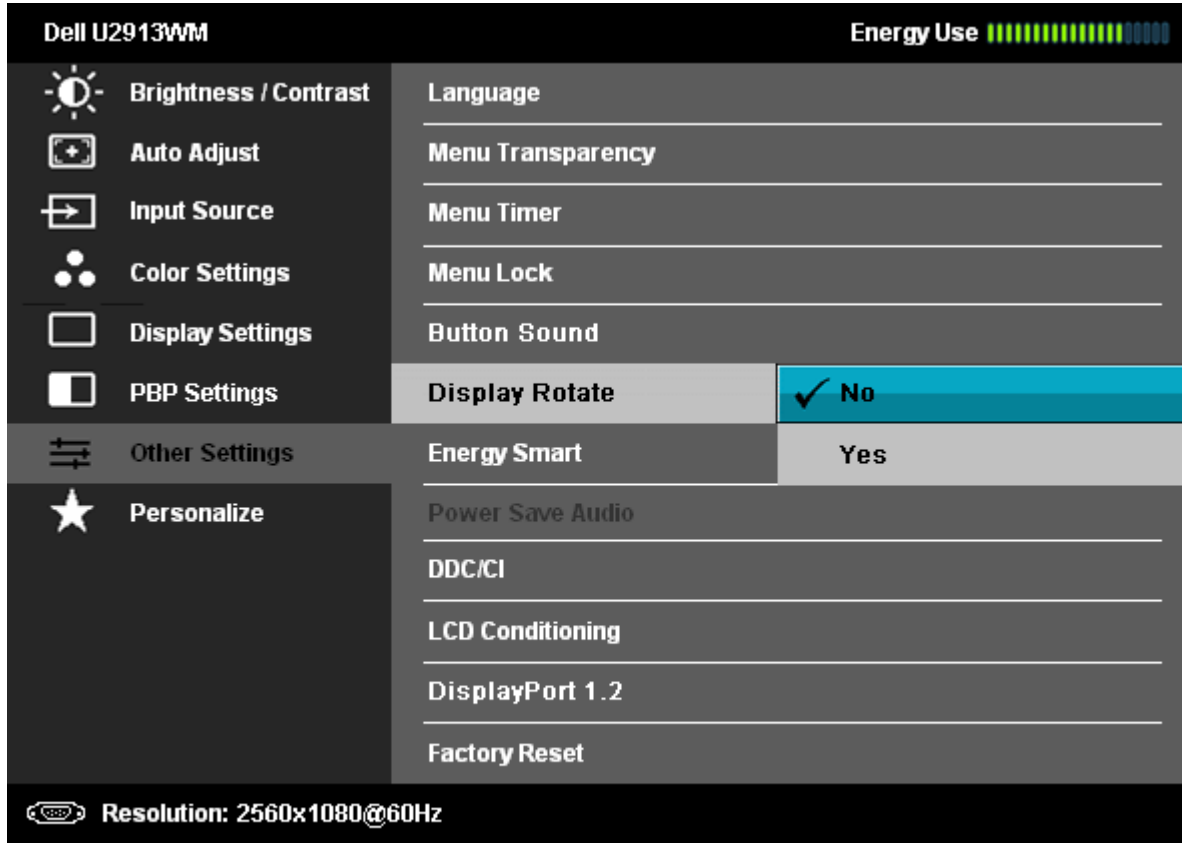 Dell U2913WM Energy Use
Brightness / Contrast Language
Auto Adjust Menu Transparency
Input Source Menu Timer
Color Settings Menu Lock
Display Settings Button Sound
PBP Settings Display Rotate No
Other Settings Energy Smart Yes
Personalize Power Save Audio
DDC/CI
LCD Conditioning
DisplayPort 1.2
Factory Reset
Resolution: 2560x1080@60Hz